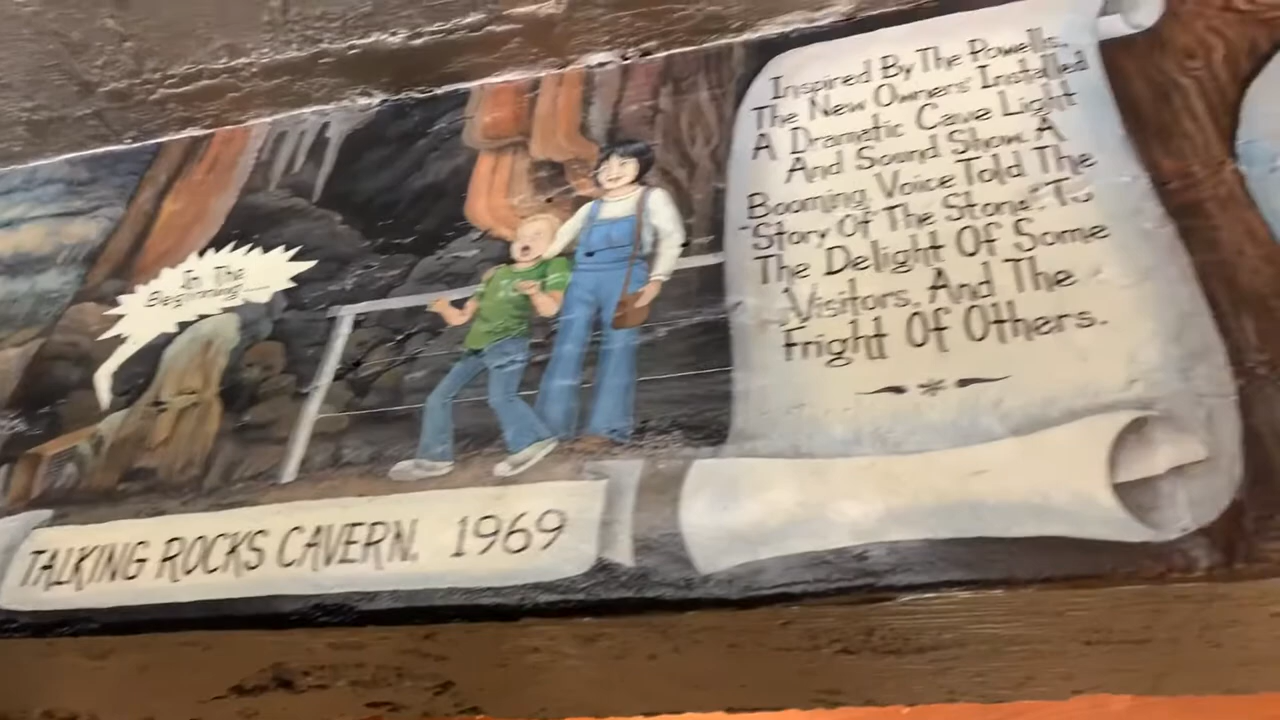 In The
Beginning....
Inspired By The Powells,
The New Owners Installed
A Dramatic Cave Light
And Sound Show. A
Booming Voice Told The
"Story Of The Stone". To
The Delight Of Some
Visitors, And The
Fright Of Others.
TALKING ROCKS CAVERN, 1969